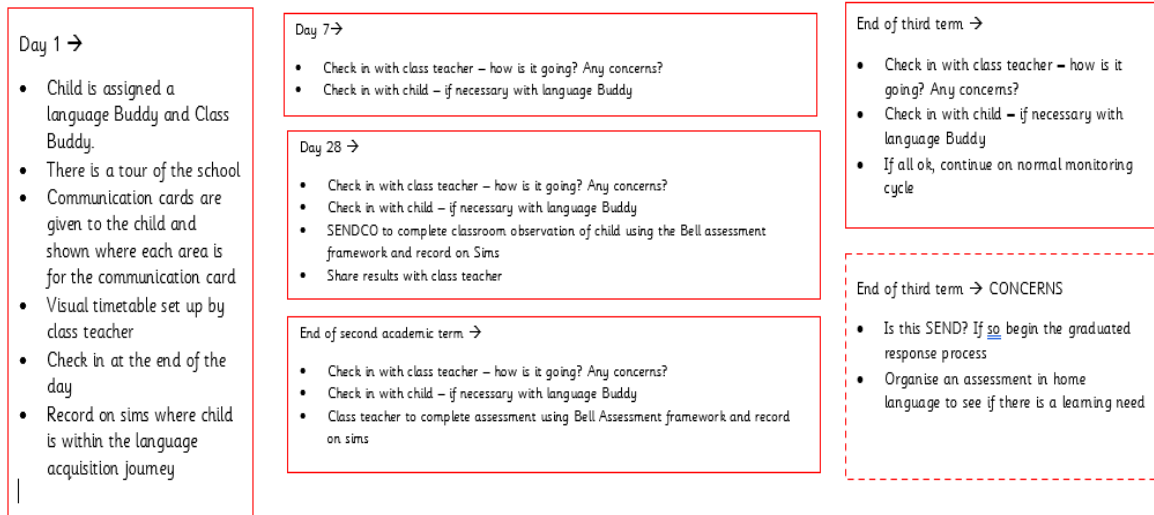 Day 1 →
• Child is assigned a
language Buddy and Class
Buddy.
• There is a tour of the school
• Communication cards are
given to the child and
shown where each area is
for the communication card
• Visual timetable set up by
class teacher
• Check in at the end of the
day
• Record on sims where child
is within the language
acquisition journey
Day 7→
• Check in with class teacher – how is it going? Any concerns?
• Check in with child – if necessary with language Buddy
Day 28 →
• Check in with class teacher – how is it going? Any concerns?
• Check in with child – if necessary with language Buddy
• SENDCO to complete classroom observation of child using the Bell assessment
framework and record on Sims
• Share results with class teacher
End of second academic term →
• Check in with class teacher – how is it going? Any concerns?
• Check in with child – if necessary with language Buddy
• Class teacher to complete assessment using Bell Assessment framework and record
on sims
End of third term →
• Check in with class teacher – how is it
going? Any concerns?
• Check in with child – if necessary with
language Buddy
• If all ok, continue on normal monitoring
cycle
End of third term → CONCERNS
• Is this SEND? If so begin the graduated
response process
• Organise an assessment in home
language to see if there is a learning need